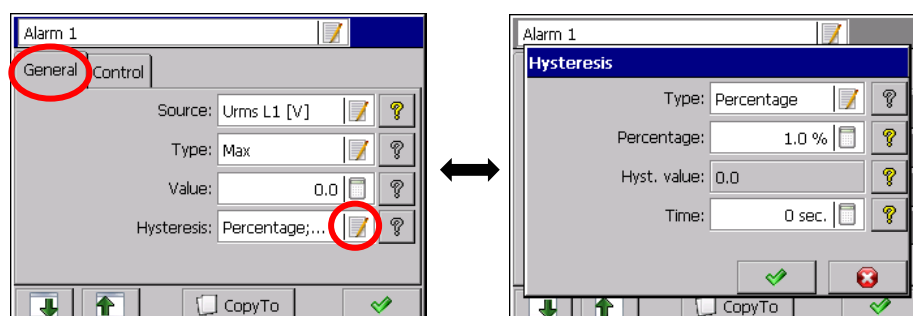 Alarm 1
General Control
Source: Urms L1 [V] ?
Type: Max ?
Value: 0.0 ?
Hysteresis: Percentage;... ?
CopyTo
Alarm 1
Hysteresis
Type: Percentage ?
Percentage: 1.0 % ?
Hyst. value: 0.0 ?
Time: 0 sec. ?
CopyTo